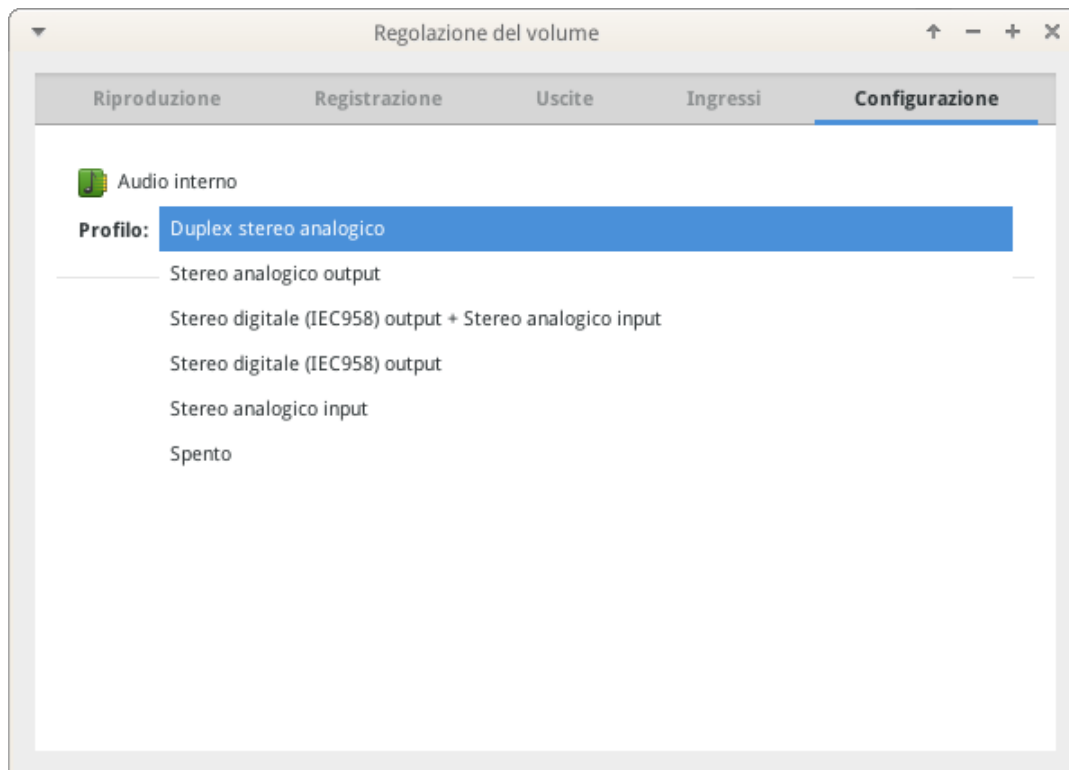 Regolazione del volume
Riproduzione Registrazione Uscite Ingressi Configurazione
Audio interno
Profilo: Duplex stereo analogico
Stereo analogico output
Stereo digitale (IEC958) output + Stereo analogico input
Stereo digitale (IEC958) output
Stereo analogico input
Spento